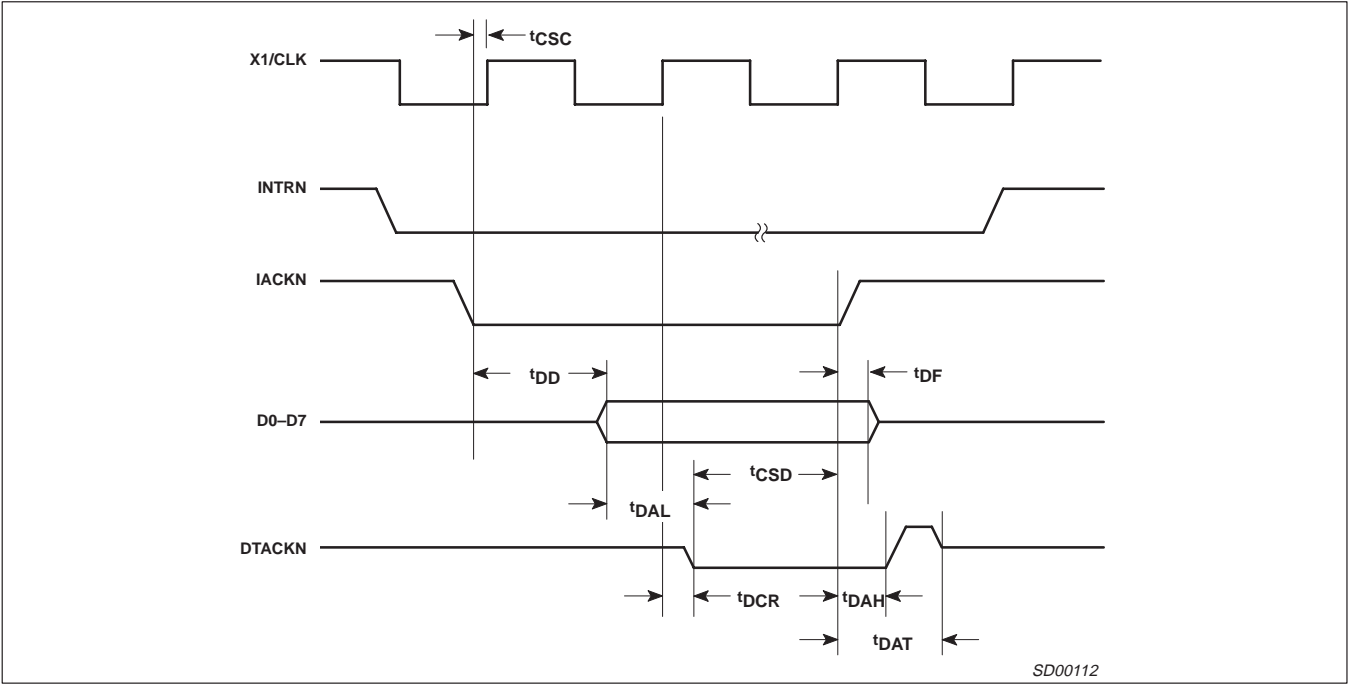 tCSC
X1/CLK
INTRN
IACKN
tDD
tDF
D0–D7
tCSD
tDAL
DTACKN
tDCR
tDAH
tDAT
SD00112